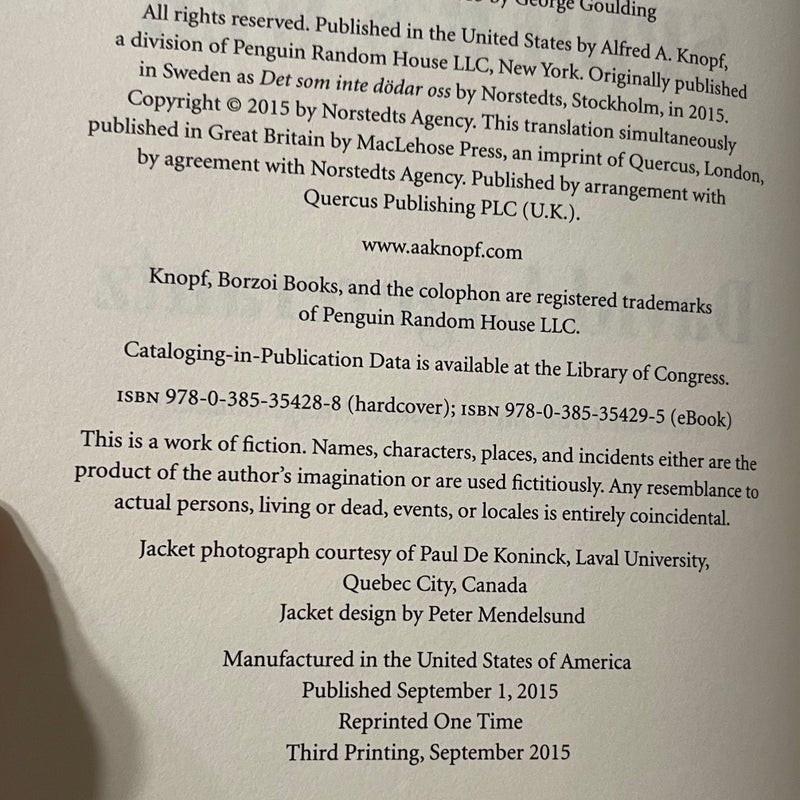 by George Goulding
All rights reserved. Published in the United States by Alfred A. Knopf,
a division of Penguin Random House LLC, New York. Originally published
in Sweden as Det som inte dödar oss by Norstedts, Stockholm, in 2015.
Copyright © 2015 by Norstedts Agency. This translation simultaneously
published in Great Britain by MacLehose Press, an imprint of Quercus, London,
by agreement with Norstedts Agency. Published by arrangement with
Quercus Publishing PLC (U.K.).
www.aaknopf.com
Knopf, Borzoi Books, and the colophon are registered trademarks
of Penguin Random House LLC.
Cataloging-in-Publication Data is available at the Library of Congress.
ISBN 978-0-385-35428-8 (hardcover); ISBN 978-0-385-35429-5 (eBook)
This is a work of fiction. Names, characters, places, and incidents either are the
product of the author's imagination or are used fictitiously. Any resemblance to
actual persons, living or dead, events, or locales is entirely coincidental.
Jacket photograph courtesy of Paul De Koninck, Laval University,
Quebec City, Canada
Jacket design by Peter Mendelsund
Manufactured in the United States of America
Published September 1, 2015
Reprinted One Time
Third Printing, September 2015